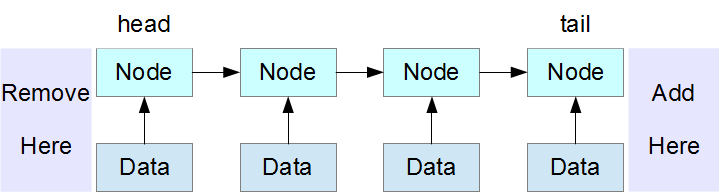 head tail
Remove Node Node Node Node Add
Here Data Data Data Data Here